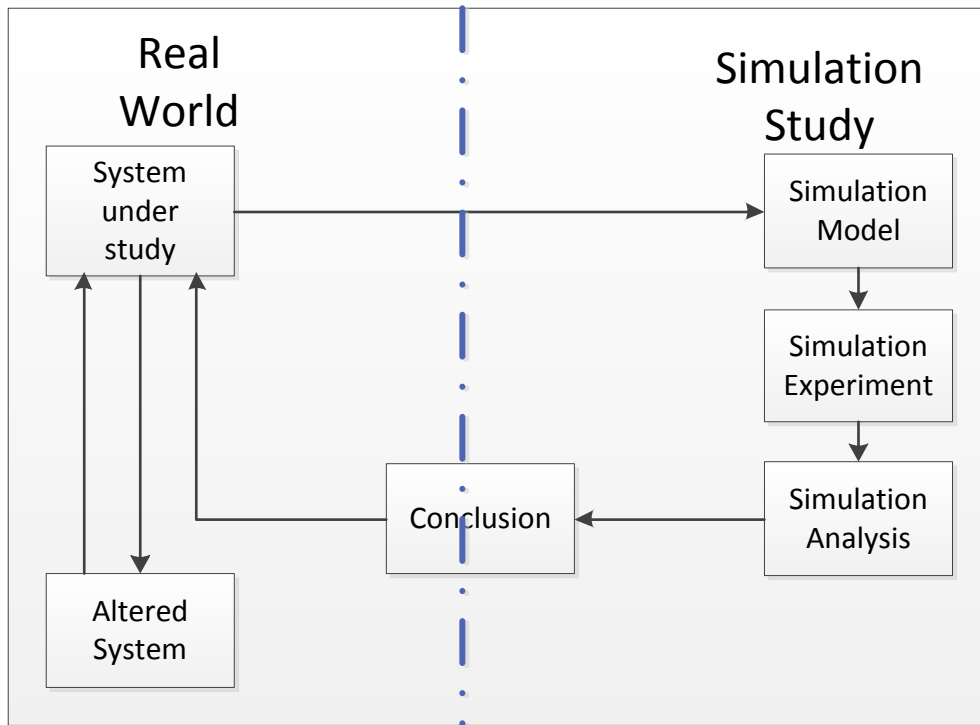 Real
World
Simulation
Study
System
under
study
Simulation
Model
Simulation
Experiment
Simulation
Analysis
Conclusion
Altered
System